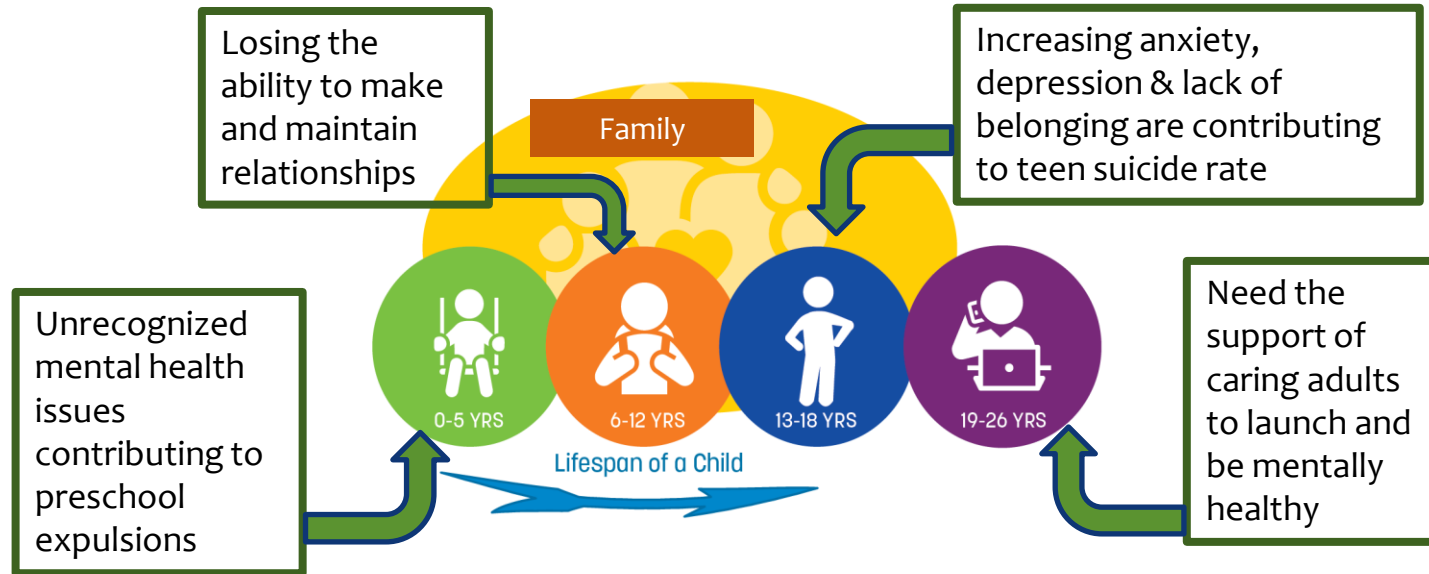 Losing the
ability to make
and maintain
relationships
Family
Increasing anxiety,
depression & lack of
belonging are contributing
to teen suicide rate
Unrecognized
mental health
issues
contributing to
preschool
expulsions
0-5 YRS
6-12 YRS
13-18 YRS
19-26 YRS
Lifespan of a Child
Need the
support of
caring adults
to launch and
be mentally
healthy